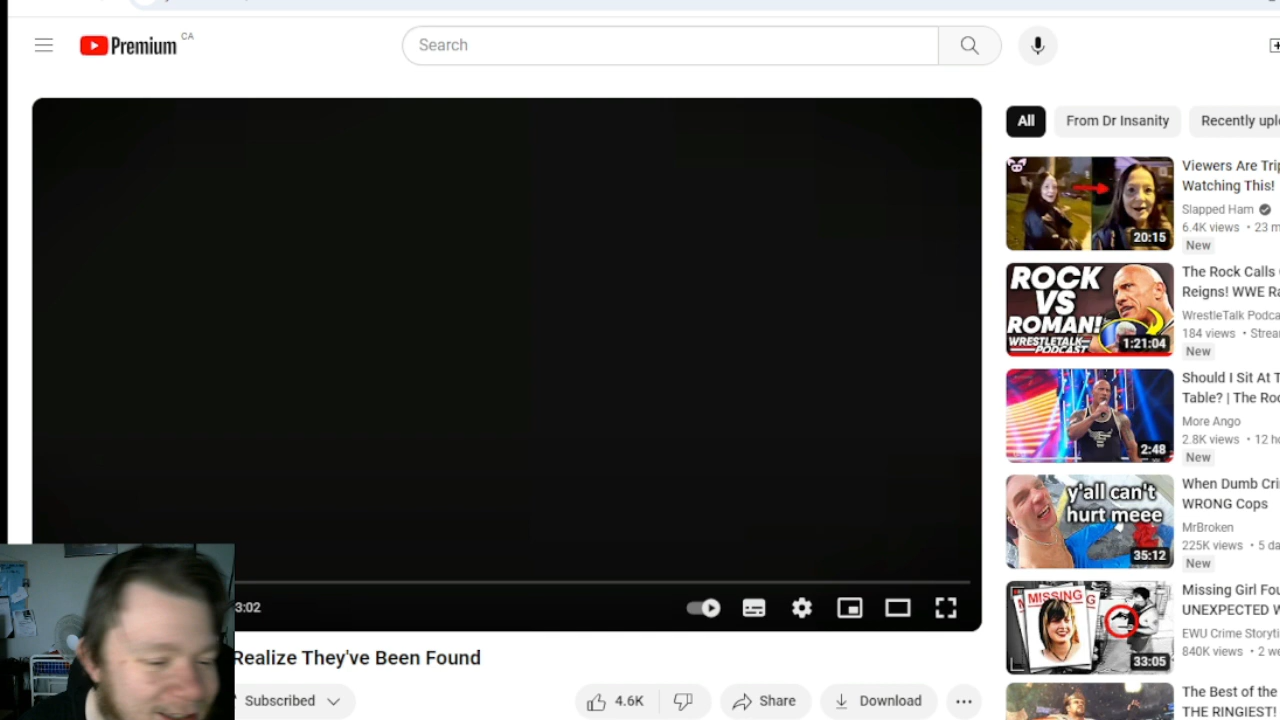 Premium CA
Search
All
From Dr Insanity
Recently uplo
20:15
Viewers Are Trip
Watching This!
Slapped Ham
6.4K views • 23 m
New
ROCK
VS
ROMAN!
WRESTLETALK
PODCAST
1:21:04
The Rock Calls
Reigns! WWE Ra
WrestleTalk Podca
184 views • Strea
New
2:48
Should I Sit At T
Table? | The Roc
More Ango
2.8K views • 12 ho
New
y'all can't
hurt meee
35:12
When Dumb Cri
WRONG Cops
MrBroken
225K views • 5 da
New
MISSING
33:05
Missing Girl Fou
UNEXPECTED W
EWU Crime Storyti
840K views • 2 we
The Best of the
THE RINGIEST!
3:02
Realize They've Been Found
Subscribed
4.6K
Share
Download